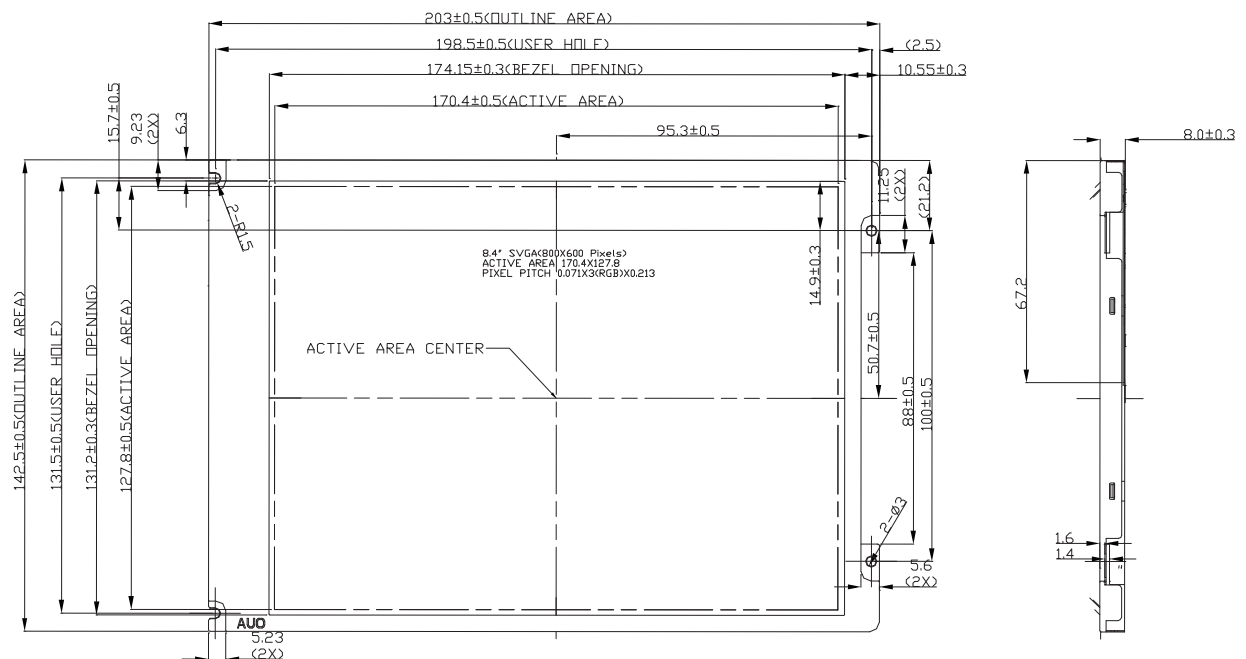 203±0.5(OUTLINE AREA)
198.5±0.5(USER HOLE)
(2.5)
174.15±0.3(BEZEL OPENING)
10.55±0.3
170.4±0.5(ACTIVE AREA)
15.7±0.5
9.23
(2X)
6.3
95.3±0.5
8.0±0.3
11.25
(2X)
(21.2)
2-R1.5
8.4" SVGA(800X600 Pixels)
ACTIVE AREA 170.4X127.8
PIXEL PITCH 0.071X3(RGB)X0.213
14.9±0.3
67.2
142.5±0.5(OUTLINE AREA)
131.5±0.5(USER HOLE)
131.2±0.3(BEZEL OPENING)
127.8±0.5(ACTIVE AREA)
ACTIVE AREA CENTER
50.7±0.5
88±0.5
100±0.5
2-Ø3
1.6
1.4
5.6
(2X)
AUO
5.23
(2X)